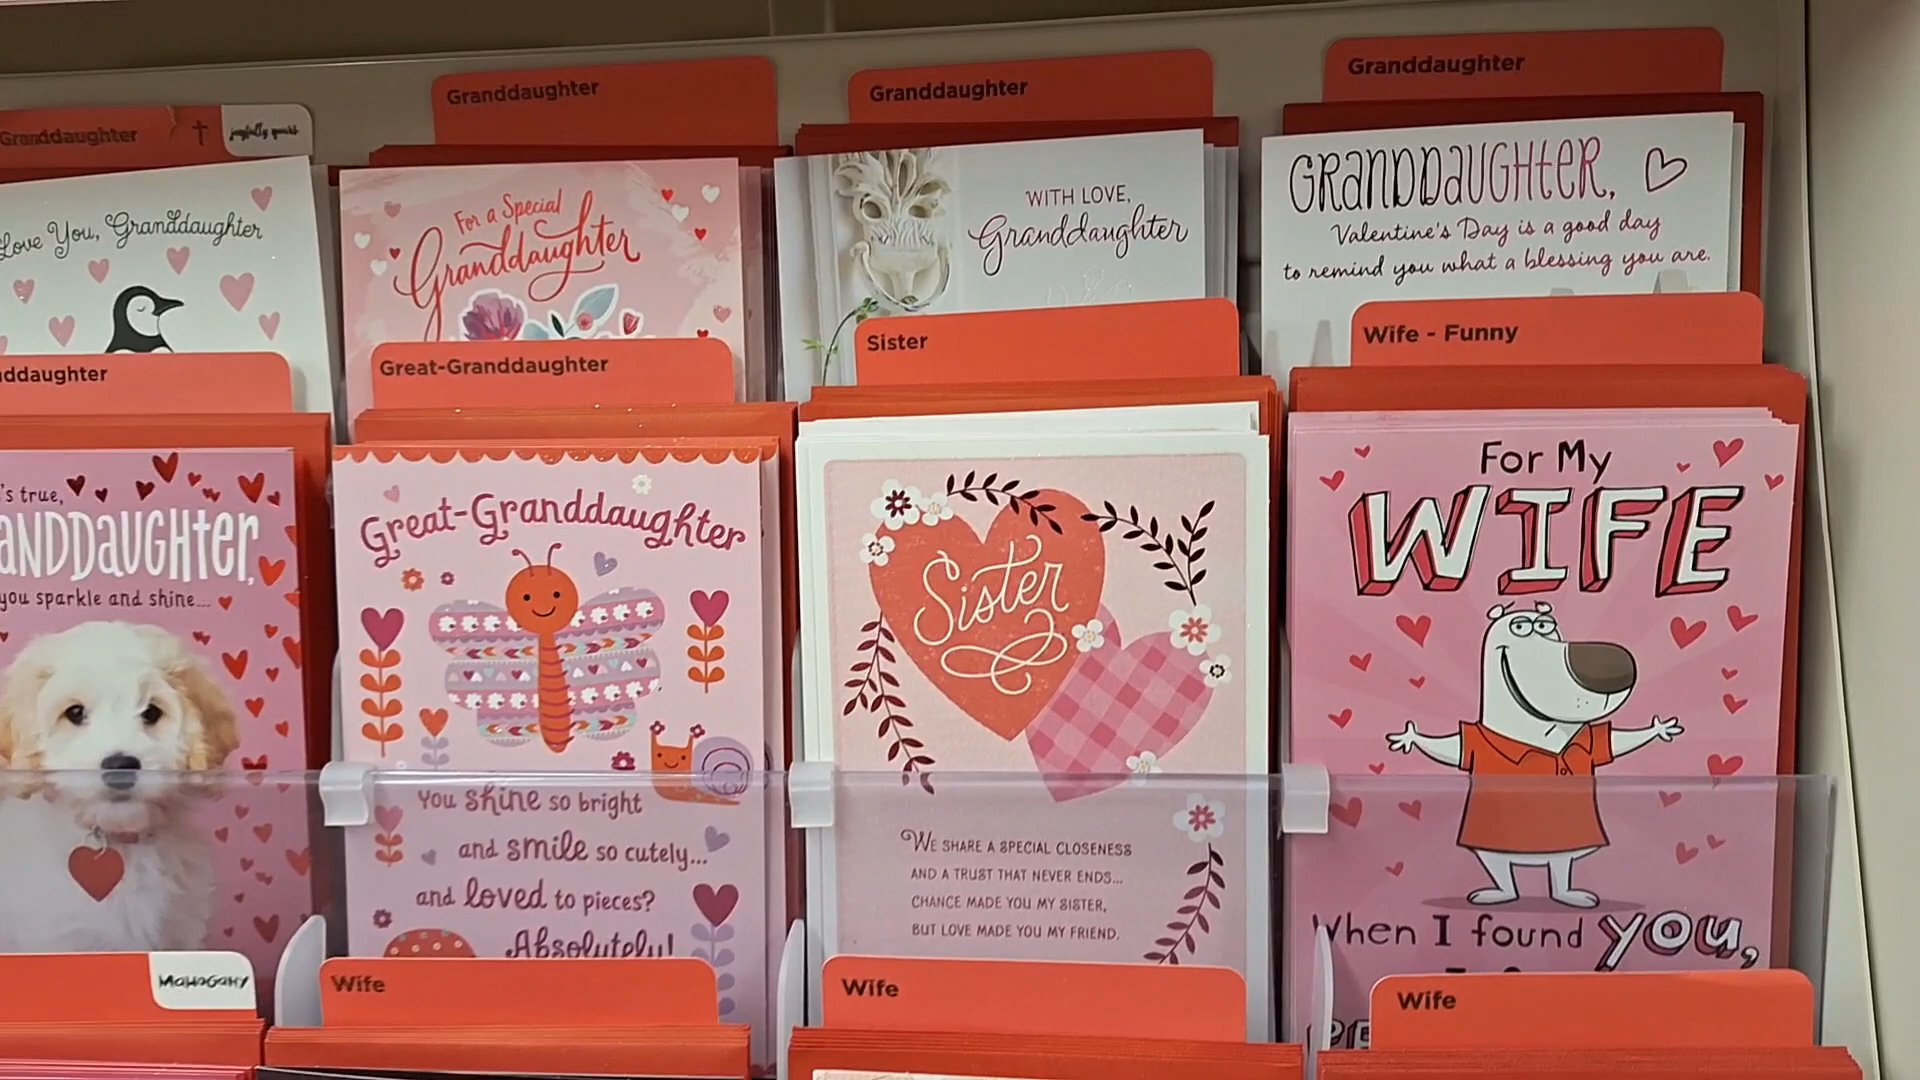 Granddaughter
joyfully yours
Granddaughter
Granddaughter
Granddaughter
Love You, Granddaughter
For a Special
Granddaughter
WITH LOVE,
Granddaughter
GRANDDAUGHTER,
Valentine's Day is a good day
to remind you what a blessing you are.
ddaughter
Great-Granddaughter
Sister
Wife - Funny
's true,
ANDDAUGHTER,
you sparkle and shine...
Great-Granddaughter
You shine so bright
and smile so cutely...
and loved to pieces?
Absolutely!
Sister
WE SHARE A SPECIAL CLOSENESS
AND A TRUST THAT NEVER ENDS...
CHANCE MADE YOU MY SISTER,
BUT LOVE MADE YOU MY FRIEND.
For My
WIFE
When I found you,
MAHOGANY
Wife
Wife
Wife